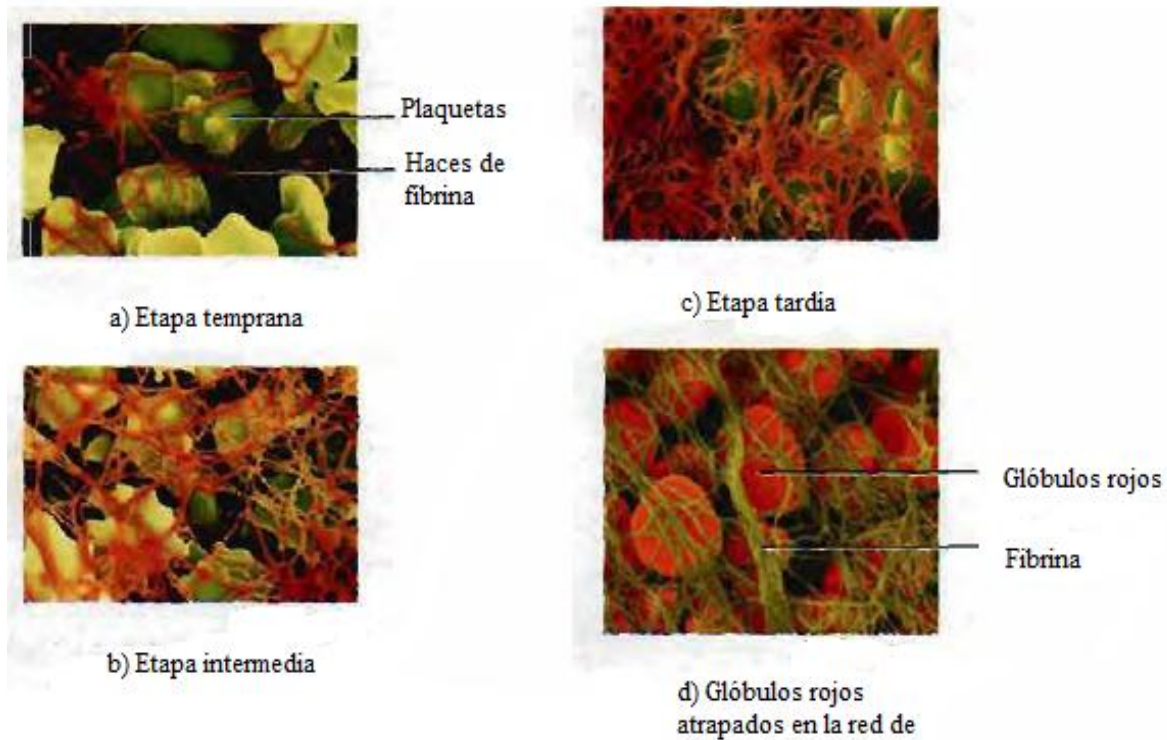 Plaquetas
Haces de
fibrina
a) Etapa temprana
c) Etapa tardia
Glóbulos rojos
Fibrina
b) Etapa intermedia
d) Glóbulos rojos
atrapados en la red de